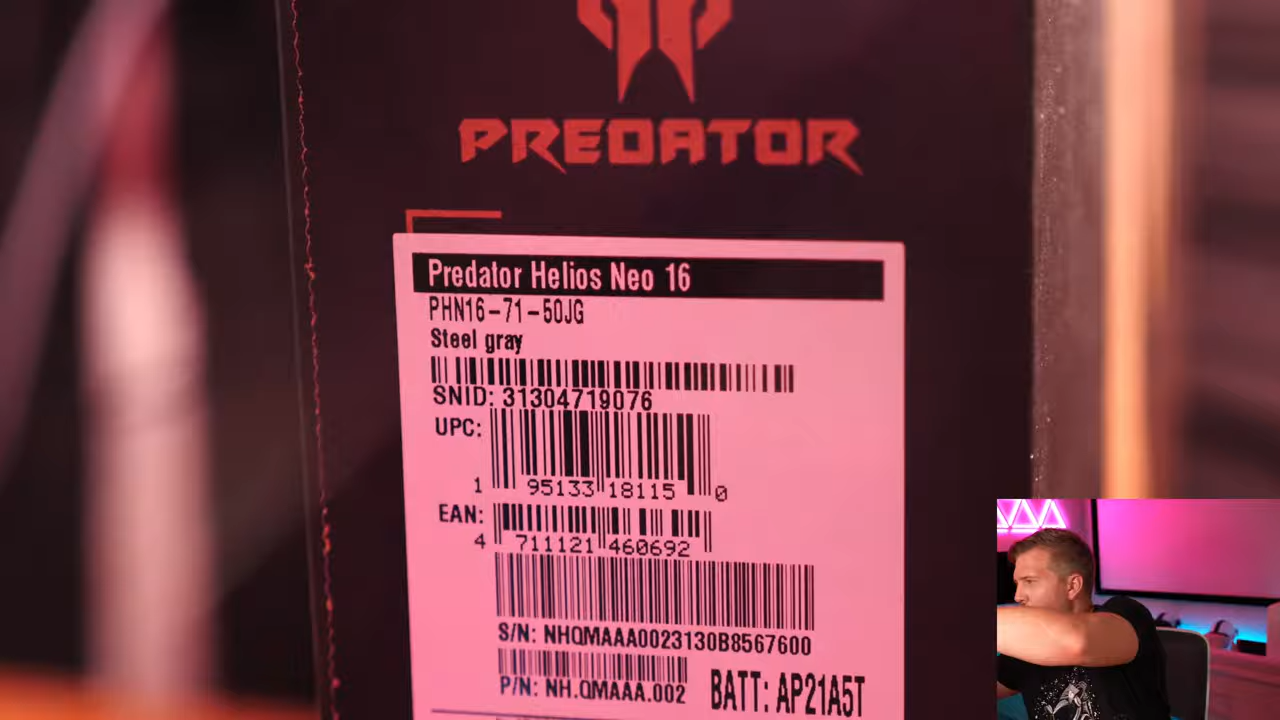 PREDATOR
Predator Helios Neo 16
PHN16-71-50JG
Steel gray
SNID: 31304719076
UPC:
1 95133 18115 0
EAN:
4 711121 460692
S/N: NHQMAAA0023130B8567600
P/N: NH.QMAAA.002 BATT: AP21A5T